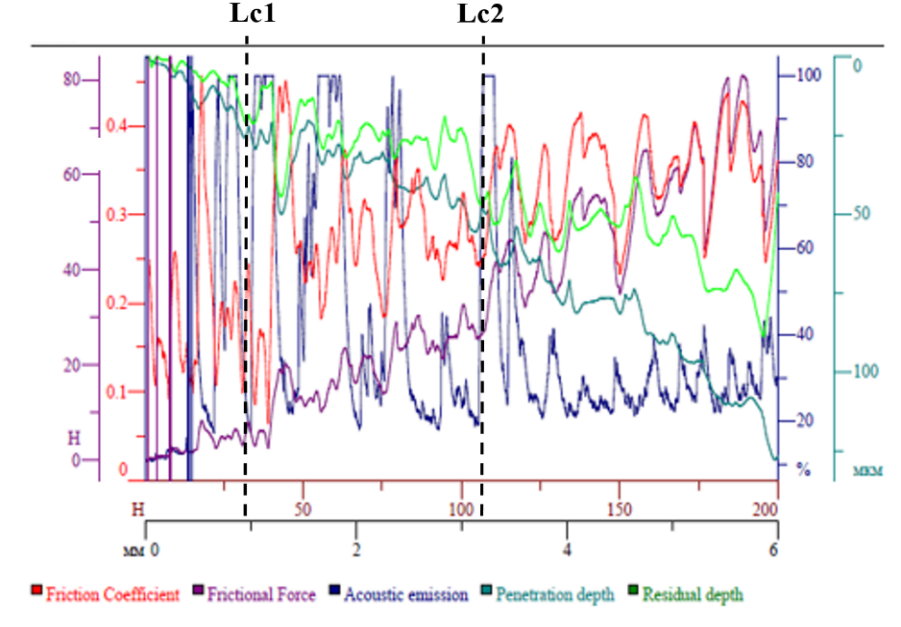 Lc1 Lc2
80 0.4 100 0
60 0.3 80 50
40 60
0.2 40
20 0.1 100
H 20
0 0 % мкм
H 50 100 150 200
мм 0 2 4 6
Friction Coefficient Frictional Force Acoustic emission Penetration depth Residual depth